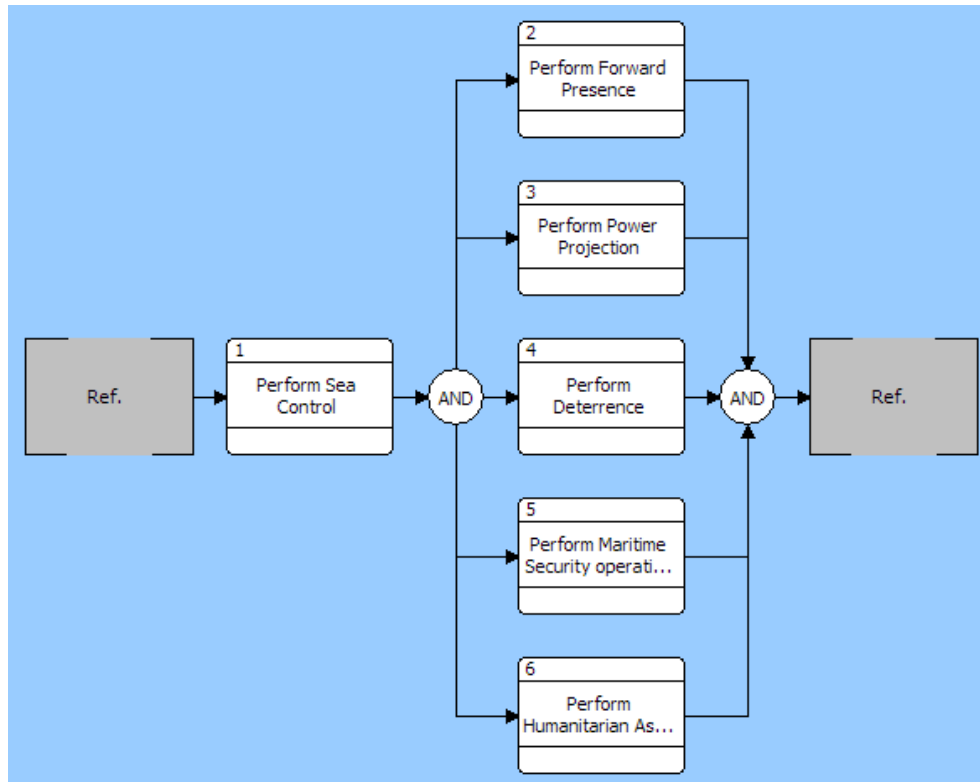 2
Perform Forward
Presence
3
Perform Power
Projection
Ref.
1
Perform Sea
Control
AND
4
Perform
Deterrence
AND
Ref.
5
Perform Maritime
Security operati...
6
Perform
Humanitarian As...